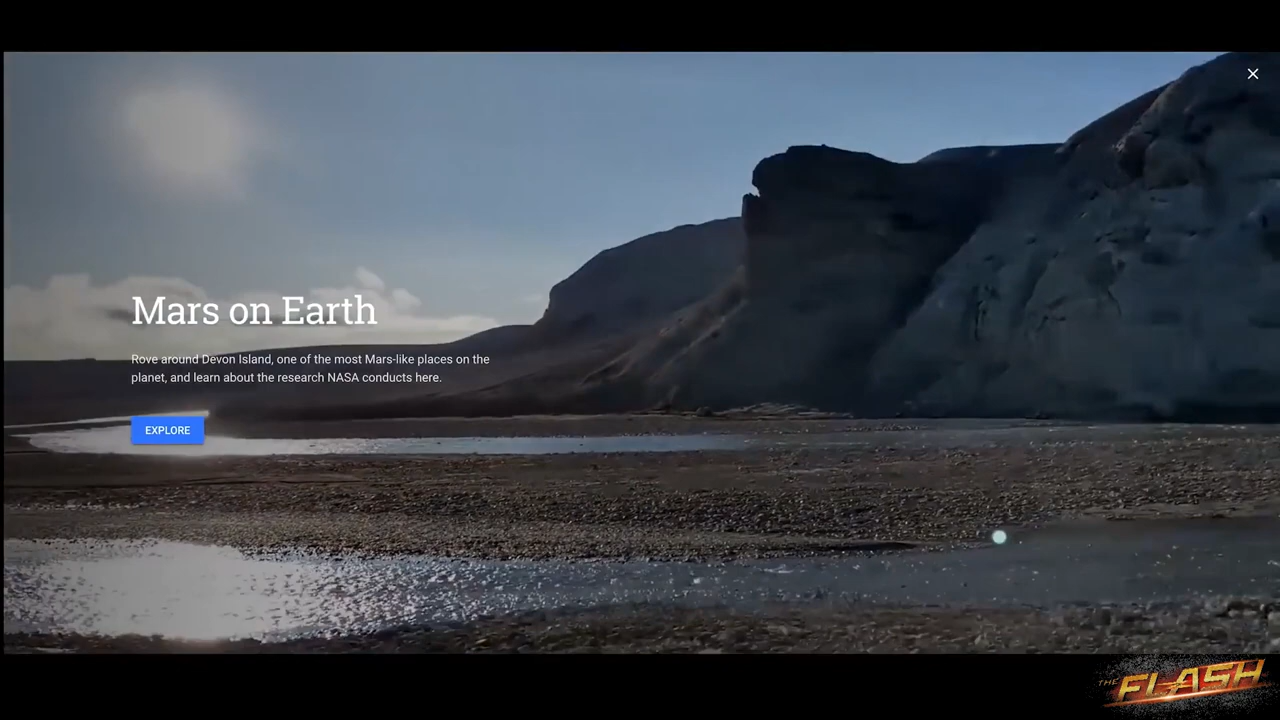 Mars on Earth
Rove around Devon Island, one of the most Mars-like places on the
planet, and learn about the research NASA conducts here.
EXPLORE
THE FLASH